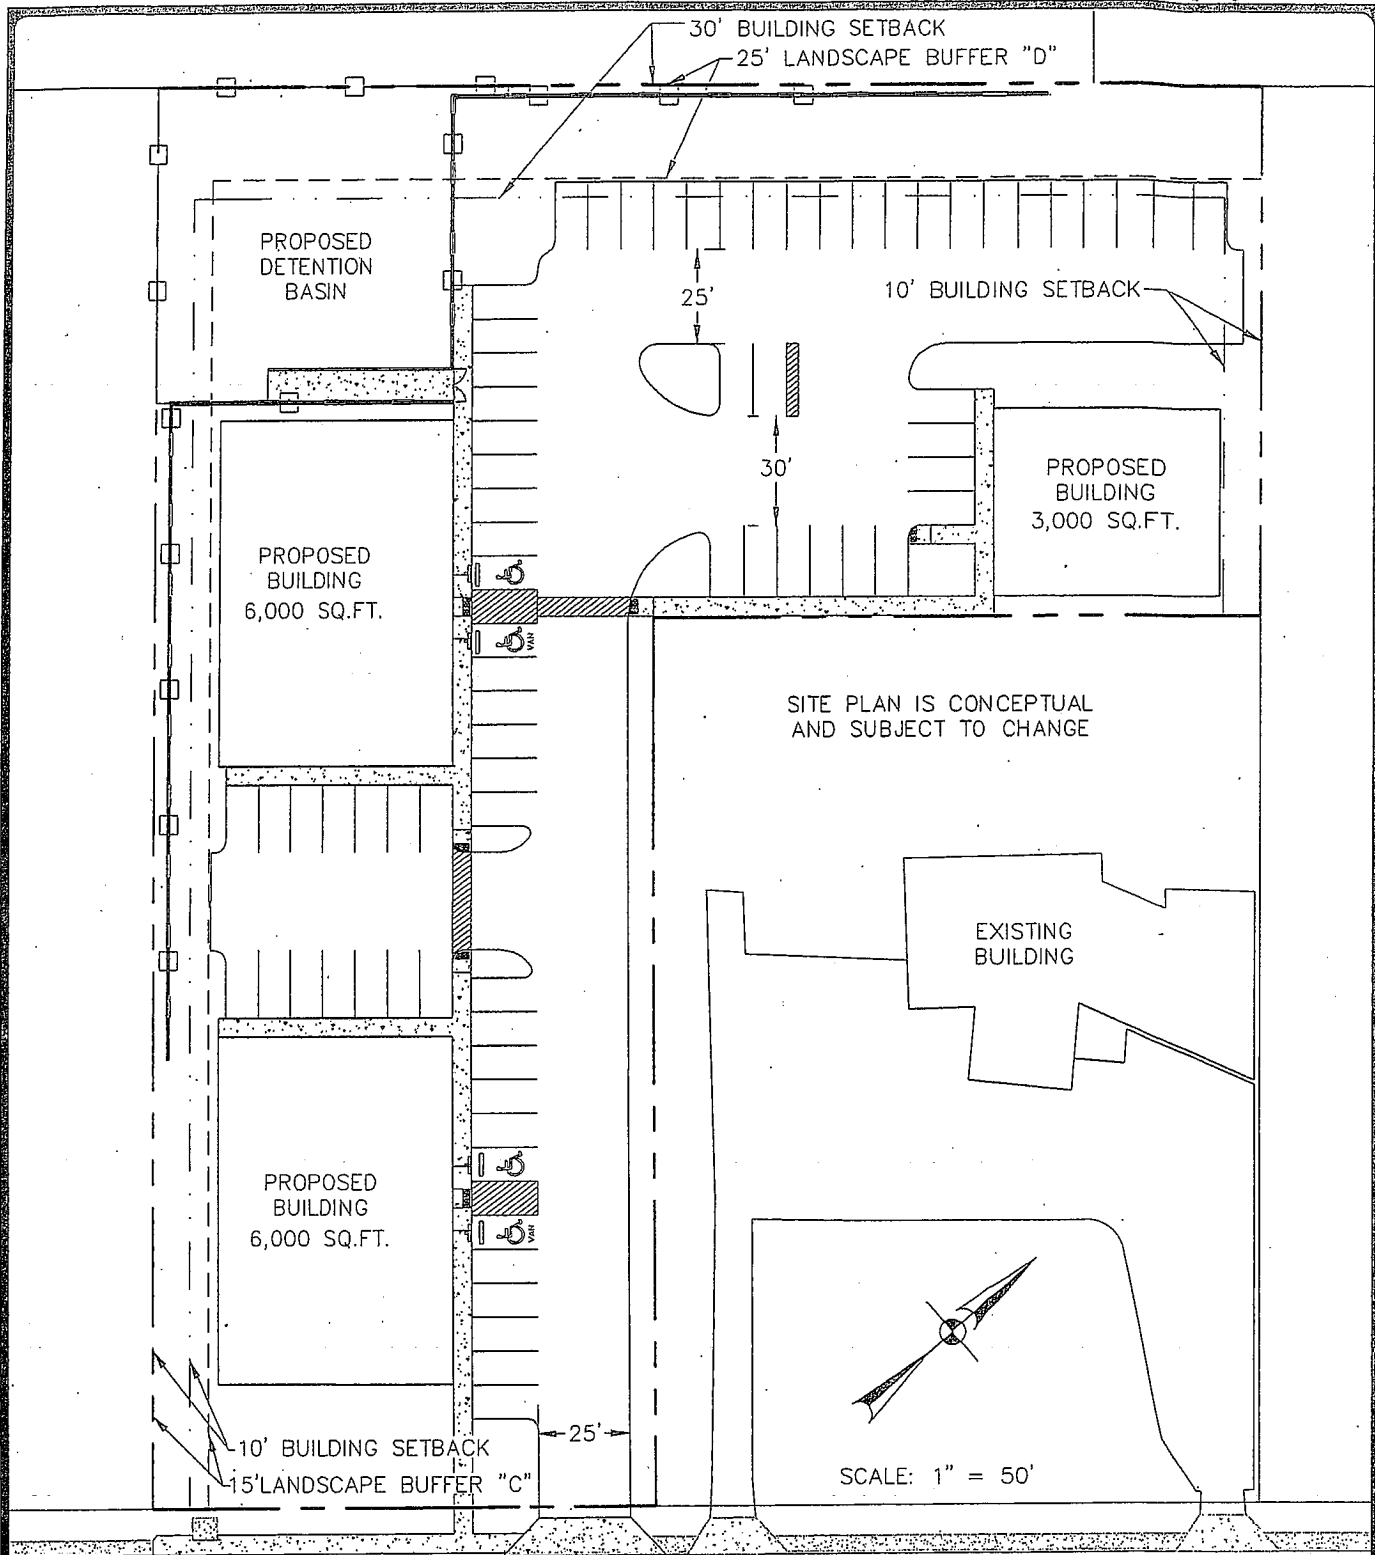 30' BUILDING SETBACK
25' LANDSCAPE BUFFER "D"
PROPOSED
DETENTION
BASIN
25'
10' BUILDING SETBACK
30'
PROPOSED
BUILDING
3,000 SQ.FT.
PROPOSED
BUILDING
6,000 SQ.FT.
VAN
SITE PLAN IS CONCEPTUAL
AND SUBJECT TO CHANGE
EXISTING
BUILDING
PROPOSED
BUILDING
6,000 SQ.FT.
VAN
10' BUILDING SETBACK
15'LANDSCAPE BUFFER "C"
25'
SCALE: 1" = 50'